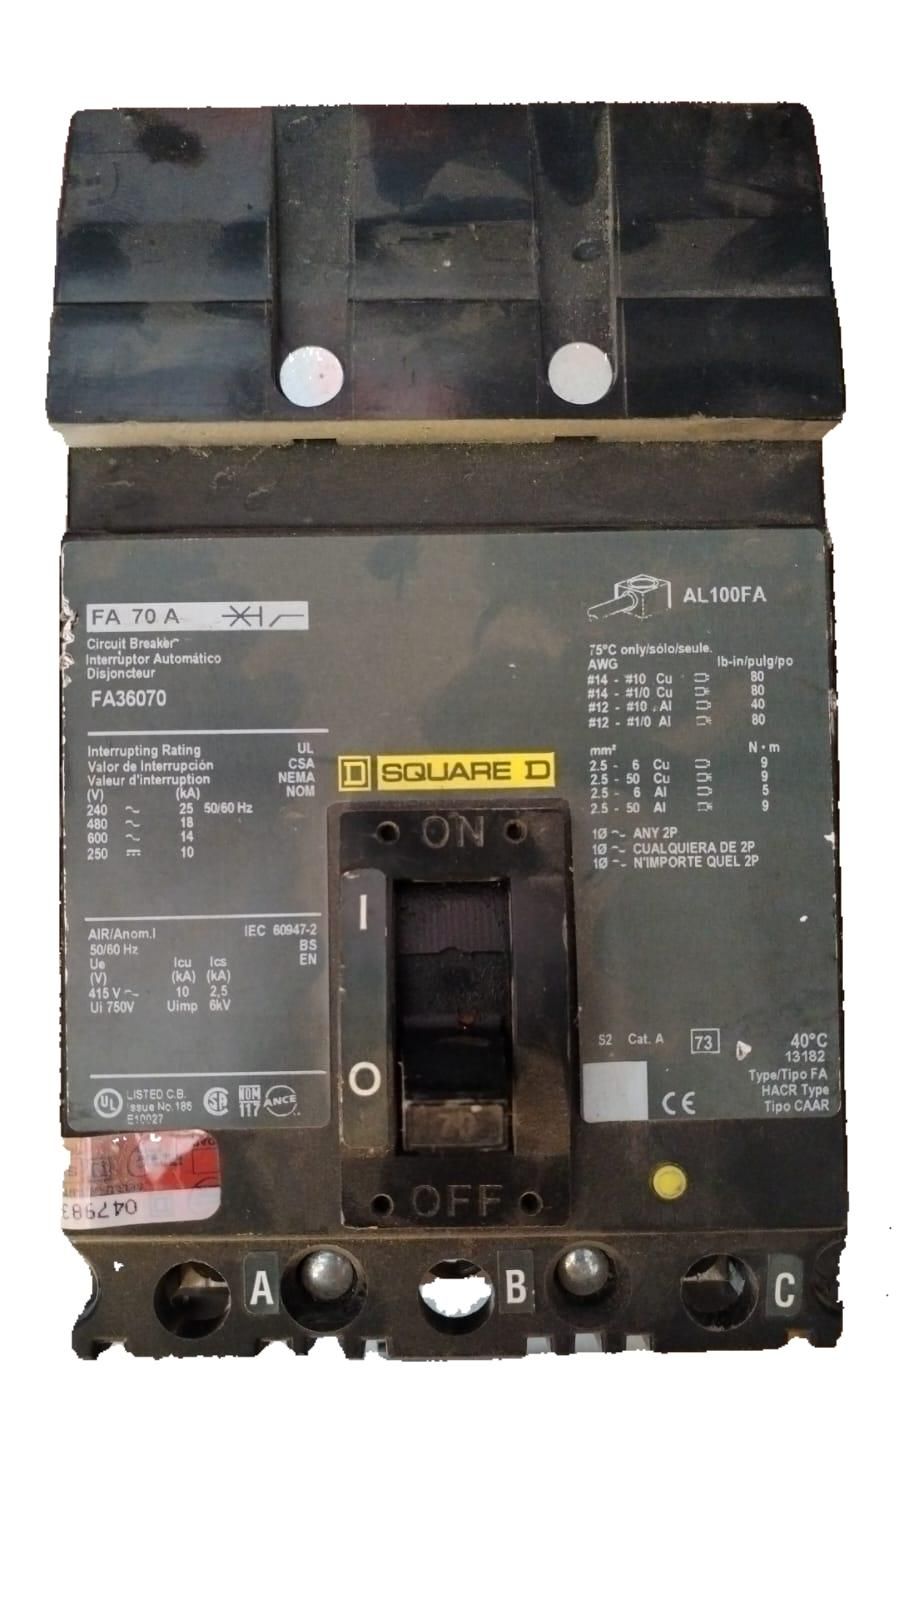 FA 70 A
Circuit Breaker
Interruptor Automático
Disjoncteur
FA36070
Interrupting Rating UL
Valor de Interrupción CSA
Valeur d'interruption NEMA
(V) (kA) NOM
240 ~ 25 50/60 Hz
480 ~ 18
600 ~ 14
250 ⎓ 10
AIR/Anom.I IEC 60947-2
50/60 Hz BS
Ue Icu Ics EN
(V) (kA) (kA)
415 V ~ 10 2,5
Ui 750V Uimp 6kV
UL LISTED C.B.
Issue No.186
E10027
NOM
117
ANCE
AL100FA
75°C only/sólo/seule.
AWG lb-in/pulg/po
#14 - #10 Cu 80
#14 - #1/0 Cu 80
#12 - #10 Al 40
#12 - #1/0 Al 80
mm² N·m
2.5 - 6 Cu 9
2.5 - 50 Cu 9
2.5 - 6 Al 5
2.5 - 50 Al 9
1Ø ~ ANY 2P
1Ø ~ CUALQUIERA DE 2P
1Ø ~ N'IMPORTE QUEL 2P
SQUARE D
ON
I
O
70
OFF
S2 Cat. A 73 40°C
13182
Type/Tipo FA
HACR Type
CE Tipo CAAR
047983
A B C